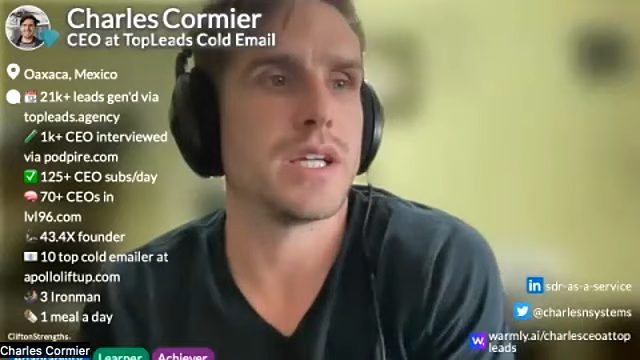 Charles Cormier
CEO at TopLeads Cold Email
Oaxaca, Mexico
21k+ leads gen'd via
topleads.agency
1k+ CEO interviewed
via podpire.com
125+ CEO subs/day
70+ CEOs in
lvl96.com
43.4X founder
10 top cold emailer at
apolloliftup.com
3 Ironman
1 meal a day
CliftonStrengths:
Charles Cormier
Learner
Achiever
in sdr-as-a-service
@charlesnsystems
w. warmly.ai/charlesceoattop
leads